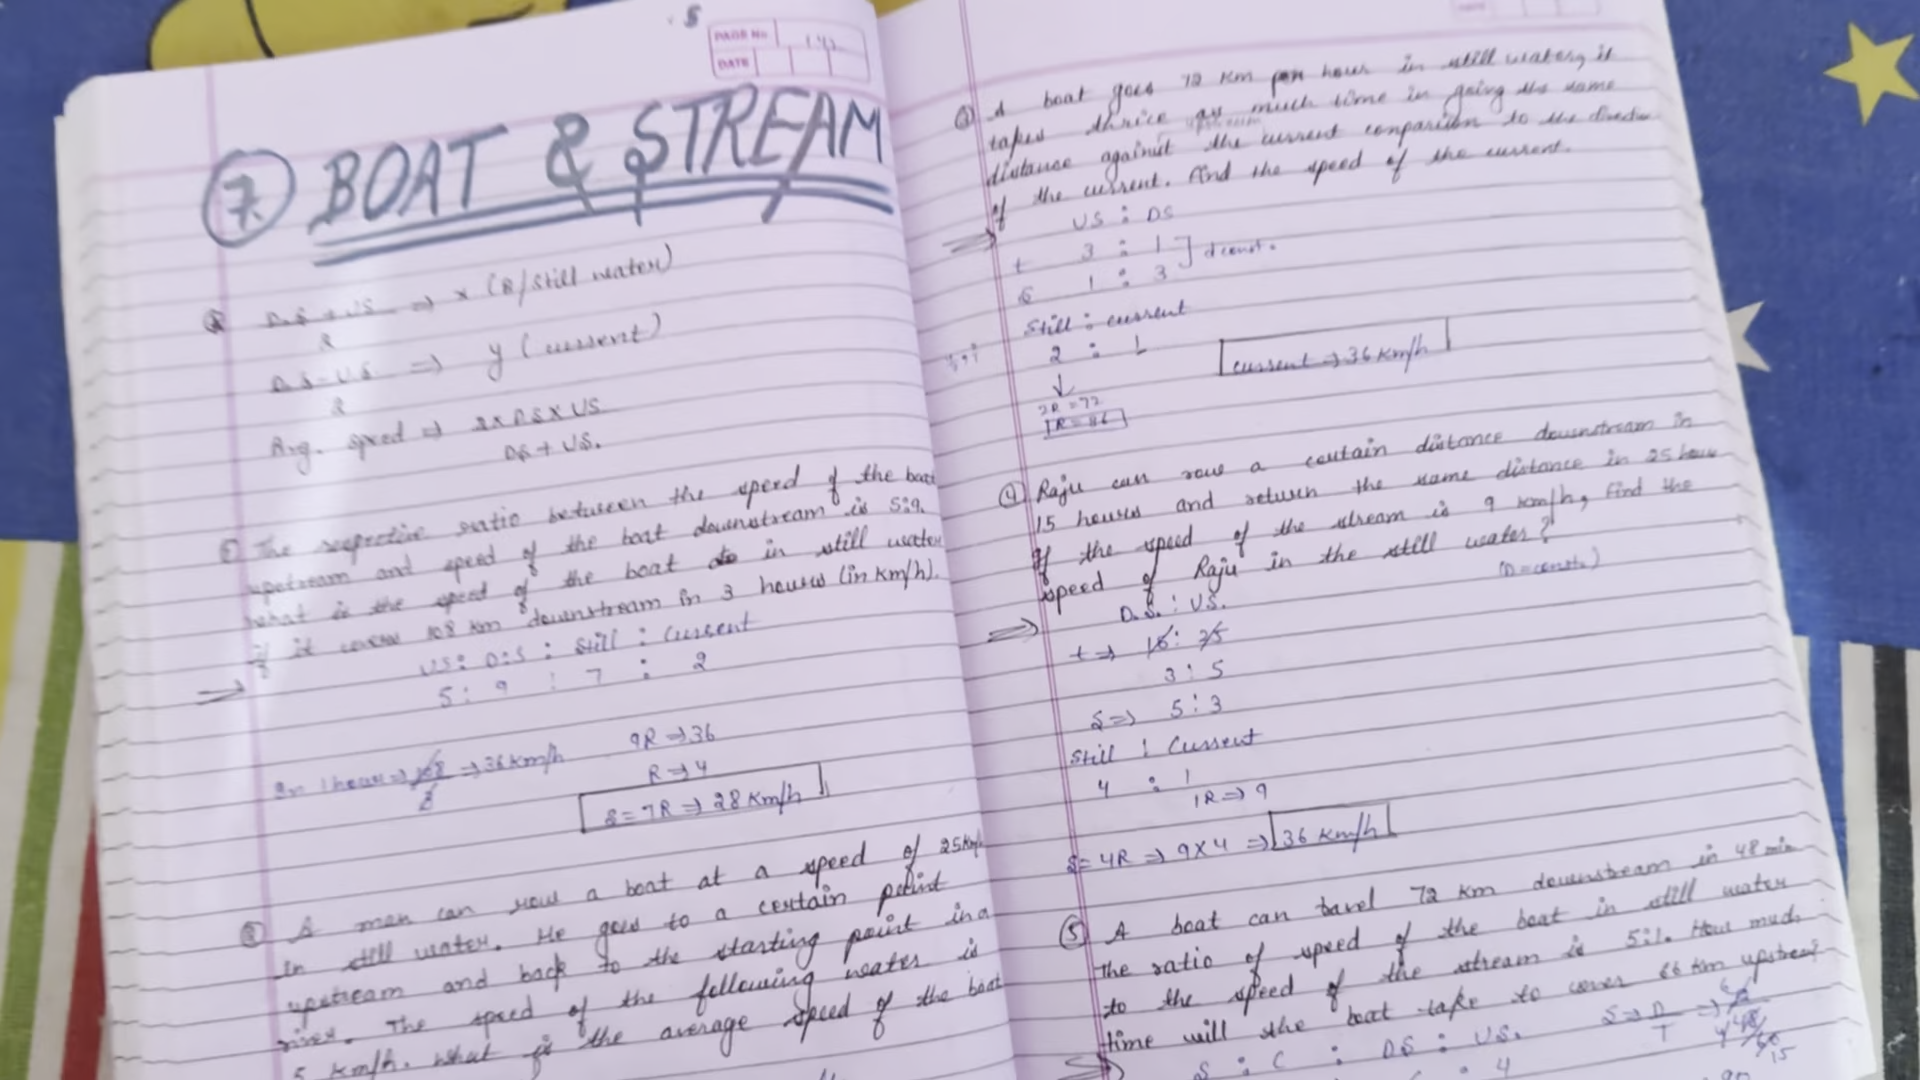 PAGE No
DATE
7. BOAT & STREAM
D.S + US ⇒ x (B/Still water)
2
D.S - U.S ⇒ y (current)
2
Avg. speed ⇒ 2 x DS x US
DS + US.
① The respective ratio between the speed of the boat
upstream and speed of the boat downstream is 5:9.
what is the speed of the boat in still water
if it covers 108 km downstream in 3 hours (in km/h).
US : D.S : Still : Current
5 : 9 : 7 : 2
In 1 hour ⇒ 108 ⇒ 36 km/h
3
9R ⇒ 36
R ⇒ 4
S = 7R ⇒ 28 Km/h
② A man can row a boat at a speed of 25 Km/h
in still water. He goes to a certain point
upstream and back to the starting point in a
river. The speed of the following water is
5 km/h. what is the average speed of the boat
③ A boat goes 72 Km per hour in still water, it
takes thrice as much time in going the same
distance against the current comparision to the
of the current. Find the speed of the current.
US : DS
t 3 : 1 ] d const.
S 1 : 3
Still : current
2 : 1
↓
2R = 72
1R = 36
current ⇒ 36 Km/h
④ Raju can row a certain distance downstream in
15 hours and return the same distance in 25 hour
If the speed of the stream is 9 km/h, find the
speed of Raju in the still water?
(D = const.)
D.S. : US.
t ⇒ 15 : 25
3 : 5
S ⇒ 5 : 3
Still : Current
4 : 1
1R ⇒ 9
S = 4R ⇒ 9 x 4 ⇒ 36 km/h
⑤ A boat can tavel 72 km downstream in 48 min
the ratio of speed of the boat in still water
to the speed of the stream is 5:1. How much
time will the boat take to cover 66 km upstream?
S : C : DS : US.
: 4
S ⇒ D ⇒
T
15
90